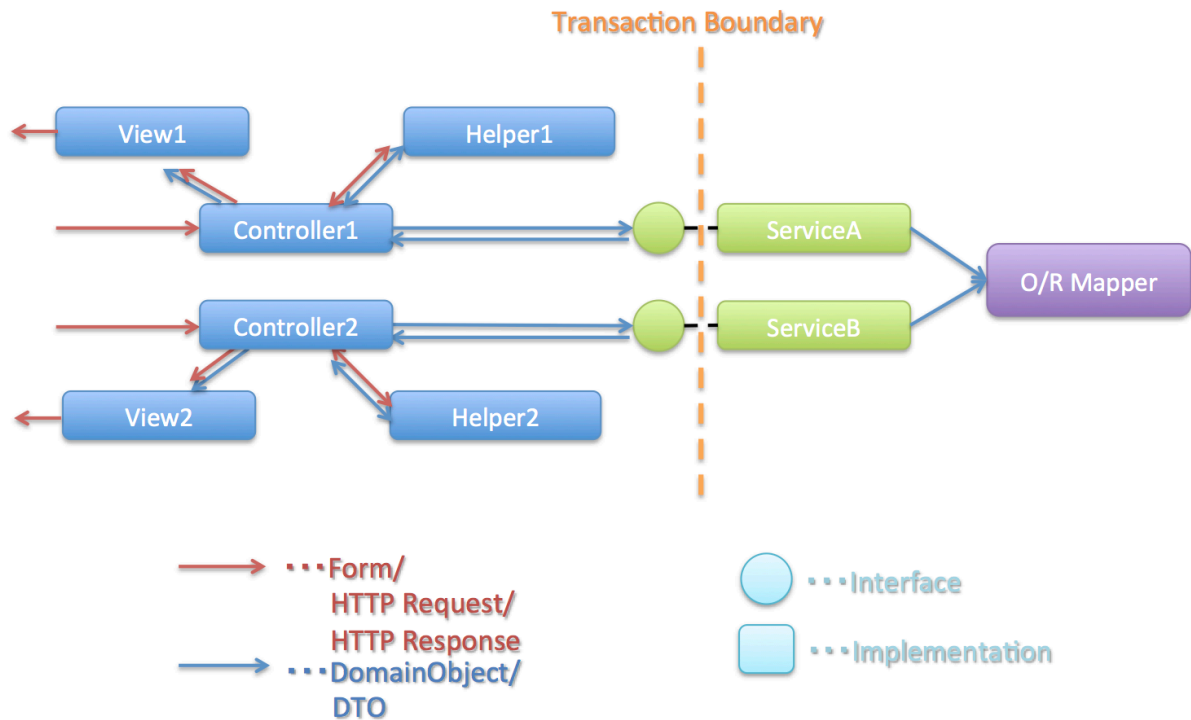 Transaction Boundary
View1
Helper1
Controller1
ServiceA
O/R Mapper
Controller2
ServiceB
View2
Helper2
・・・Form/
HTTP Request/
HTTP Response
・・・DomainObject/
DTO
・・・Interface
・・・Implementation